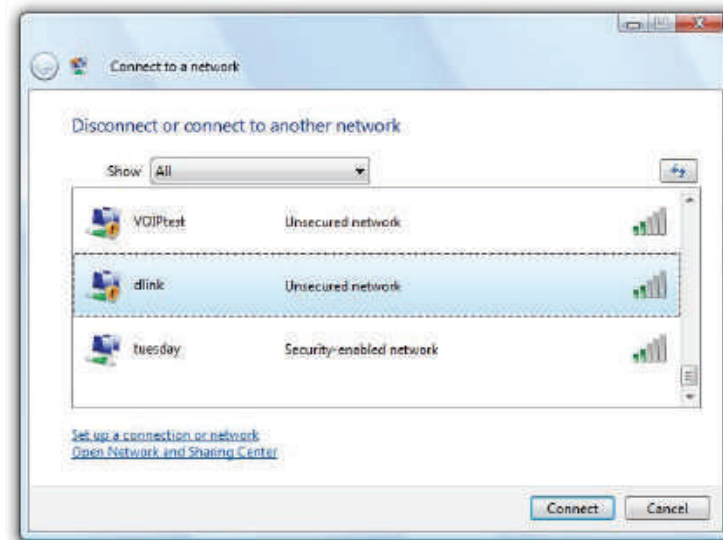 Connect to a network
Disconnect or connect to another network
Show All
VOIPtest Unsecured network
dlink Unsecured network
tuesday Security-enabled network
Set up a connection or network
Open Network and Sharing Center
Connect Cancel